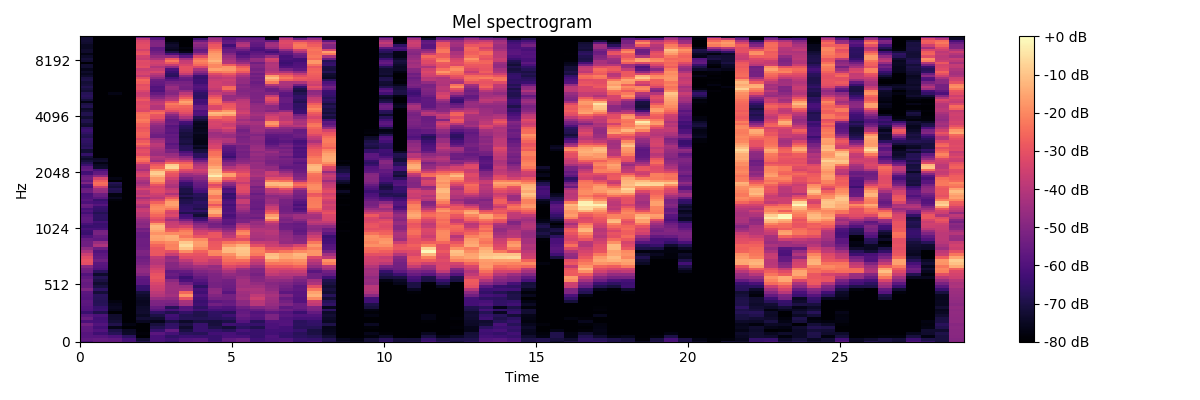 Mel spectrogram
+0 dB
8192
-10 dB
-20 dB
4096
-30 dB
Hz
2048
-40 dB
1024
-50 dB
-60 dB
512
-70 dB
0
-80 dB
0 5 10 15 20 25
Time